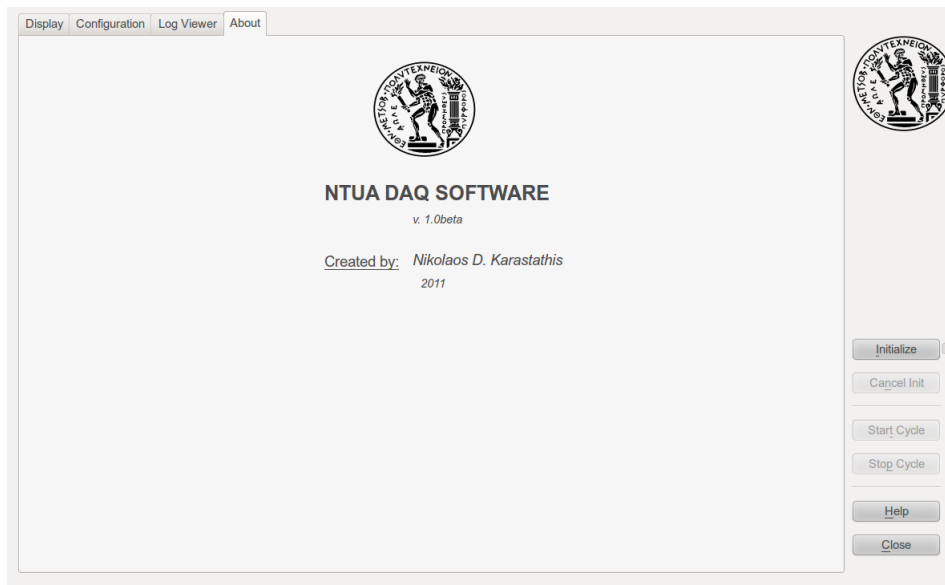 Display Configuration Log Viewer About
NTUA DAQ SOFTWARE
v. 1.0beta
Created by: Nikolaos D. Karastathis
2011
Initialize
Cancel Init
Start Cycle
Stop Cycle
Help
Close